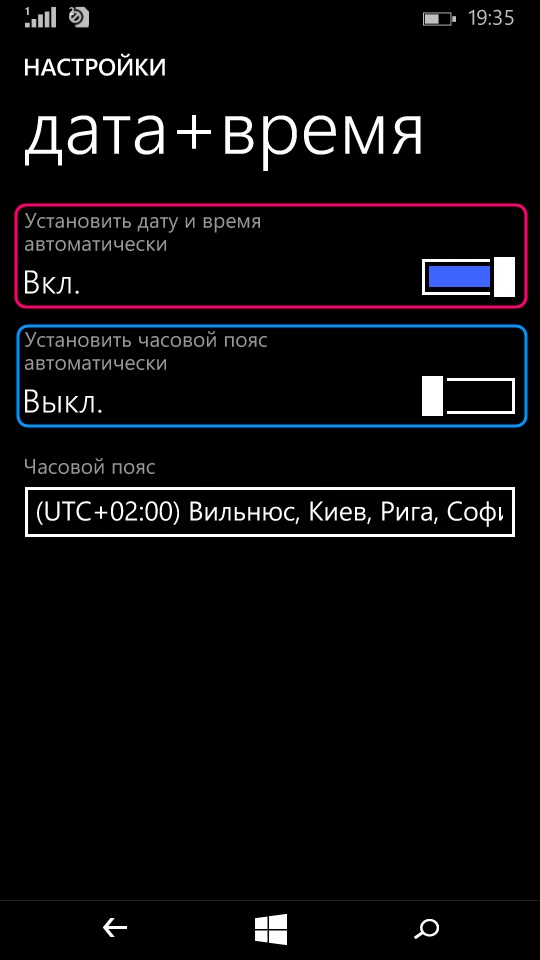 1
2
19:35
НАСТРОЙКИ
дата+время
Установить дату и время
автоматически
Вкл.
Установить часовой пояс
автоматически
Выкл.
Часовой пояс
(UTC+02:00) Вильнюс, Киев, Рига, Софи